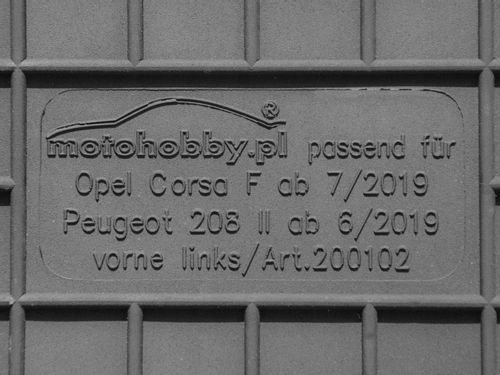 motohobby.pl ® passend für
Opel Corsa F ab 7/2019
Peugeot 208 II ab 6/2019
vorne links/Art.200102